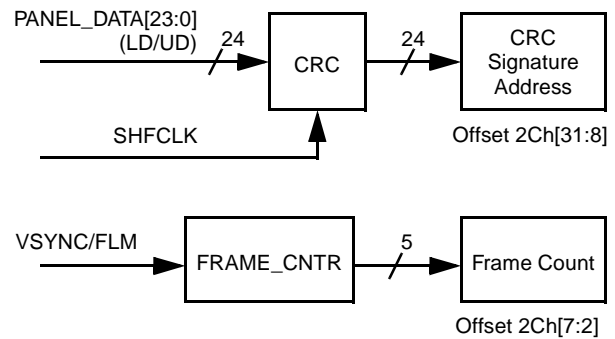 PANEL_DATA[23:0]
(LD/UD)
24
CRC
24
CRC
Signature
Address
SHFCLK
Offset 2Ch[31:8]
VSYNC/FLM
FRAME_CNTR
5
Frame Count
Offset 2Ch[7:2]